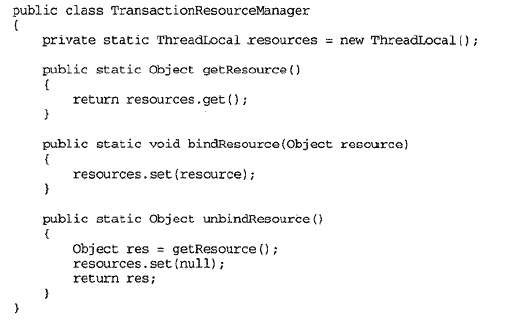 public class TransactionResourceManager
{
    private static ThreadLocal resources = new ThreadLocal();

    public static Object getResource()
    {
        return resources.get();
    }

    public static void bindResource(Object resource)
    {
        resources.set(resource);
    }

    public static Object unbindResource()
    {
        Object res = getResource();
        resources.set(null);
        return res;
    }
}